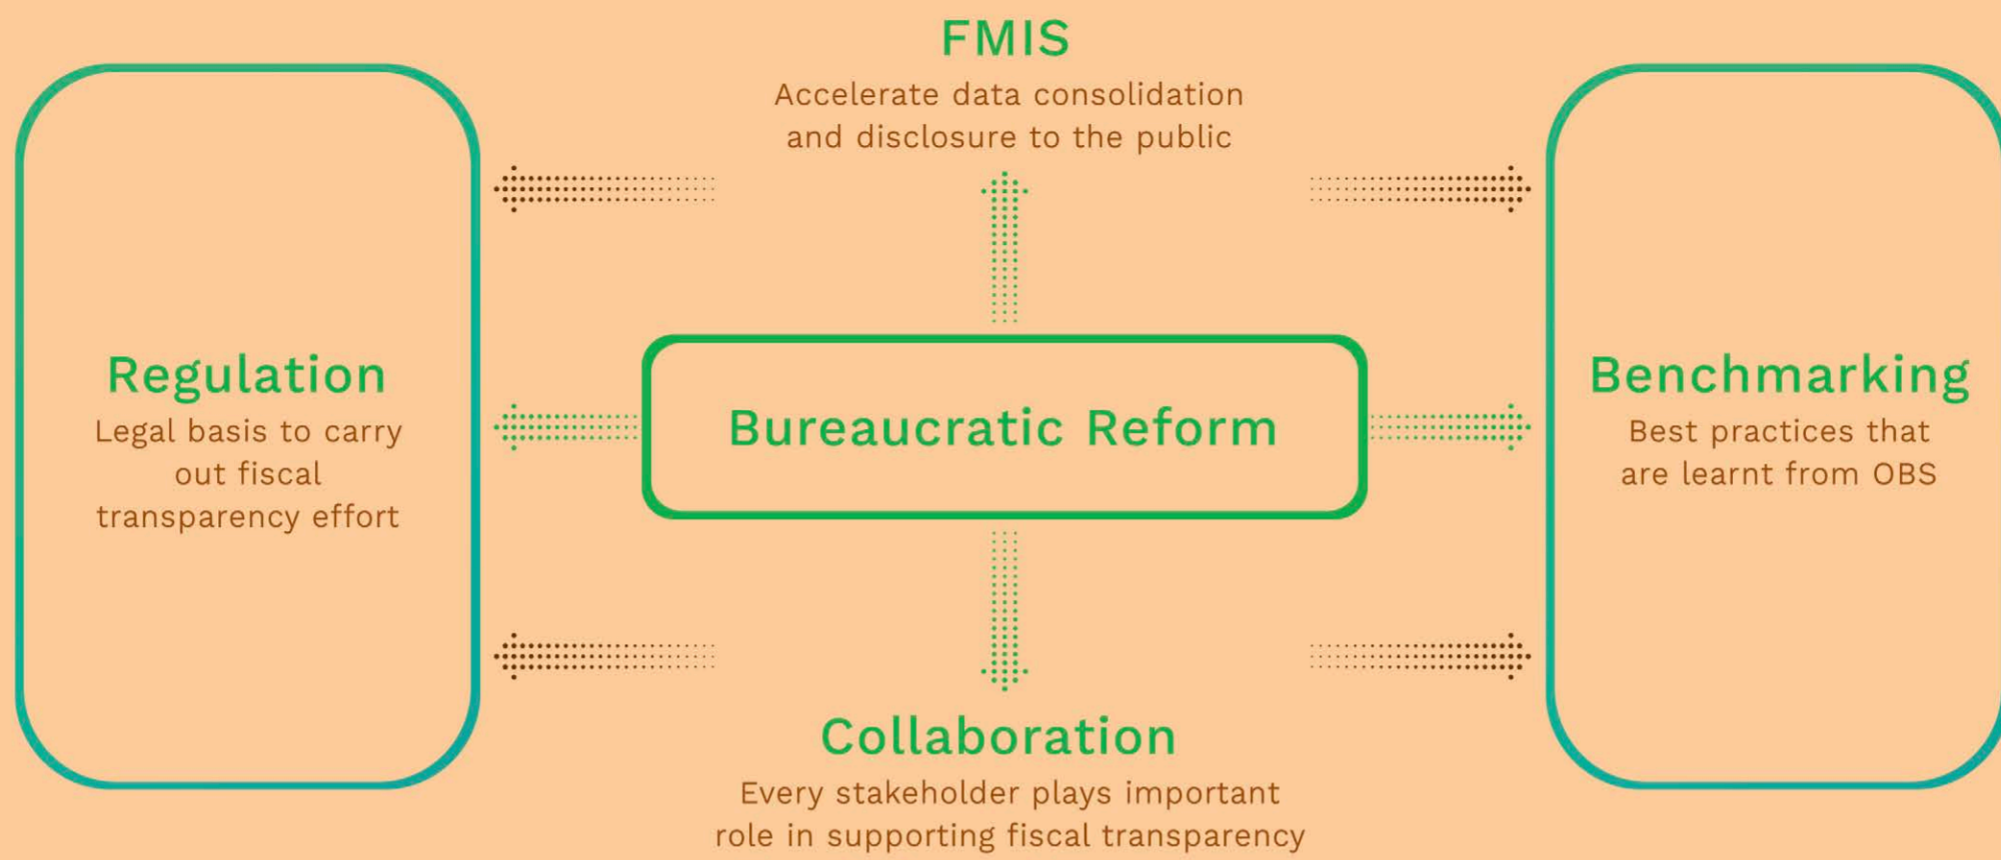 FMIS
Accelerate data consolidation
and disclosure to the public
Regulation
Legal basis to carry
out fiscal
transparency effort
Bureaucratic Reform
Benchmarking
Best practices that
are learnt from OBS
Collaboration
Every stakeholder plays important
role in supporting fiscal transparency